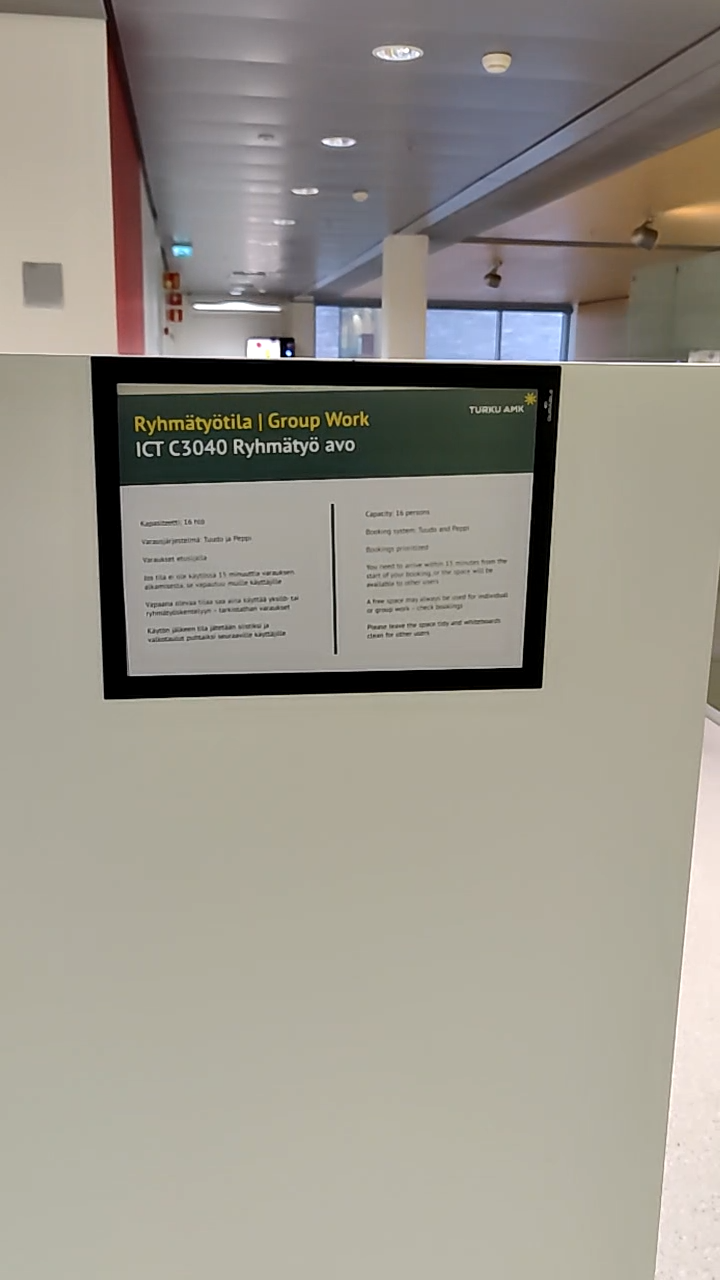 Ryhmätyötila | Group Work
ICT C3040 Ryhmätyö avo
TURKU AMK
Kapasiteetti: 16 hlö
Varausjärjestelmä: Tuudo ja Peppi
Varaukset etusijalla
Jos tila ei ole käytössä 15 minuuttia varauksen
alkamisesta, se vapautuu muille käyttäjille
Vapaana olevaa tilaa saa aina käyttää yksilö- tai
ryhmätyöskentelyyn - tarkistathan varaukset
Käytön jälkeen tila jätetään siistiksi ja
valkotaulut puhtaiksi seuraaville käyttäjille
Capacity: 16 persons
Booking system: Tuudo and Peppi
Bookings prioritized
You need to arrive within 15 minutes from the
start of your booking, or the space will be
available to other users
A free space may always be used for individual
or group work - check bookings
Please leave the space tidy and whiteboards
clean for other users